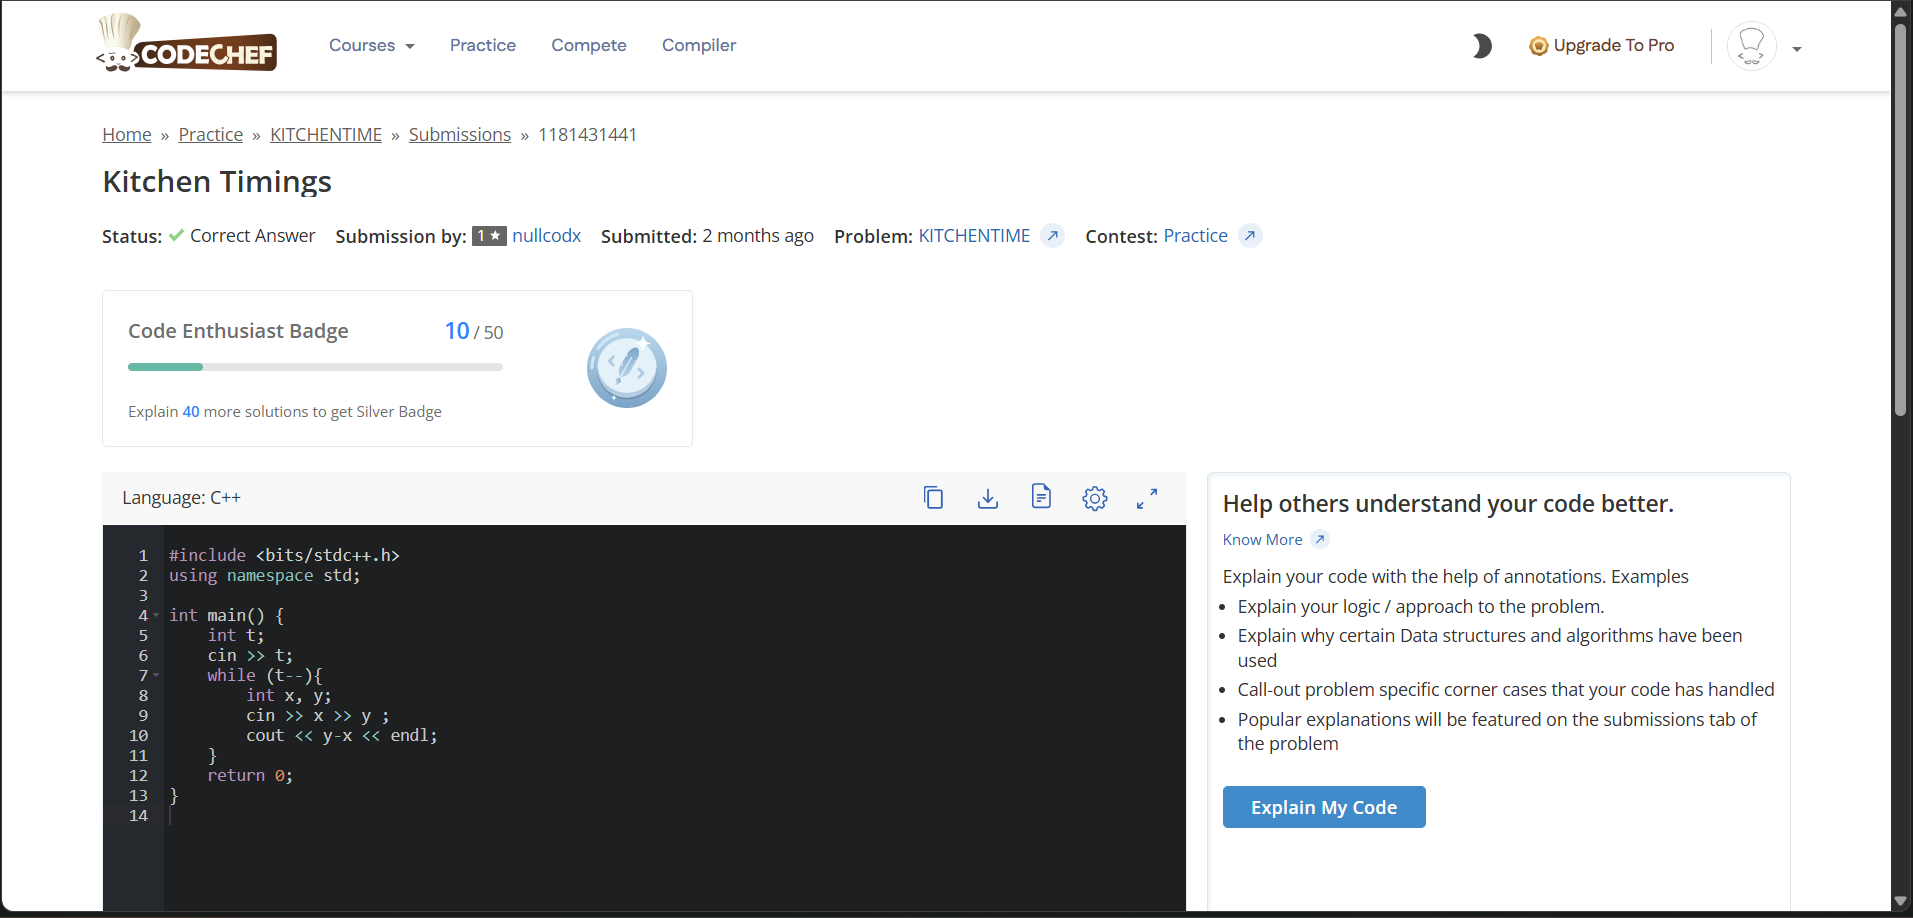 CODECHEF Courses Practice Compete Compiler Upgrade To Pro
Home » Practice » KITCHENTIME » Submissions » 1181431441
Kitchen Timings
Status: Correct Answer Submission by: 1★ nullcodx Submitted: 2 months ago Problem: KITCHENTIME Contest: Practice
Code Enthusiast Badge 10 / 50
Explain 40 more solutions to get Silver Badge
Language: C++
1 #include <bits/stdc++.h>
2 using namespace std;
3
4 int main() {
5     int t;
6     cin >> t;
7     while (t--){
8         int x, y;
9         cin >> x >> y ;
10         cout << y-x << endl;
11     }
12     return 0;
13 }
14
Help others understand your code better.
Know More
Explain your code with the help of annotations. Examples
• Explain your logic / approach to the problem.
• Explain why certain Data structures and algorithms have been
used
• Call-out problem specific corner cases that your code has handled
• Popular explanations will be featured on the submissions tab of
the problem
Explain My Code